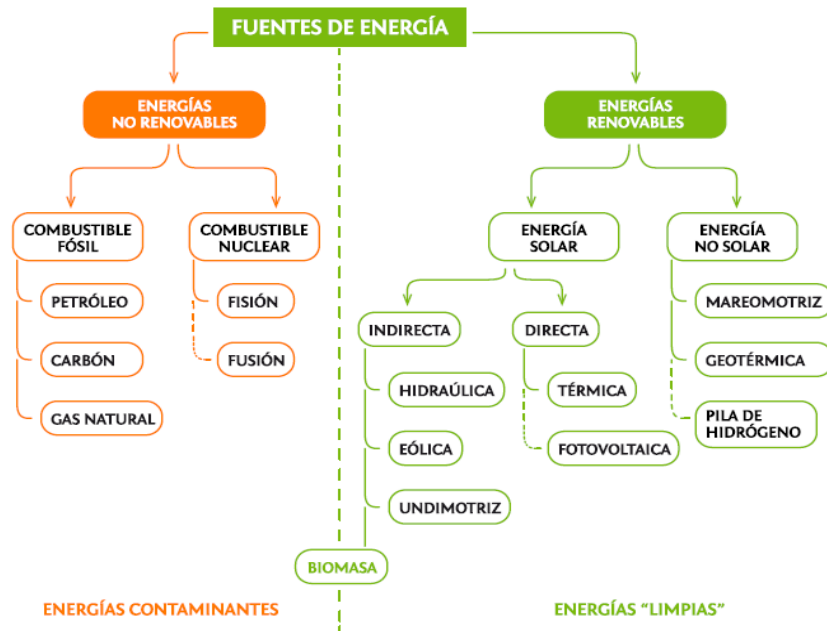 FUENTES DE ENERGÍA
ENERGÍAS
NO RENOVABLES
COMBUSTIBLE
FÓSIL
PETRÓLEO
CARBÓN
GAS NATURAL
COMBUSTIBLE
NUCLEAR
FISIÓN
FUSIÓN
ENERGÍAS
RENOVABLES
ENERGÍA
SOLAR
INDIRECTA
HIDRAÚLICA
EÓLICA
UNDIMOTRIZ
BIOMASA
DIRECTA
TÉRMICA
FOTOVOLTAICA
ENERGÍA
NO SOLAR
MAREOMOTRIZ
GEOTÉRMICA
PILA DE
HIDRÓGENO
ENERGÍAS CONTAMINANTES
ENERGÍAS “LIMPIAS”